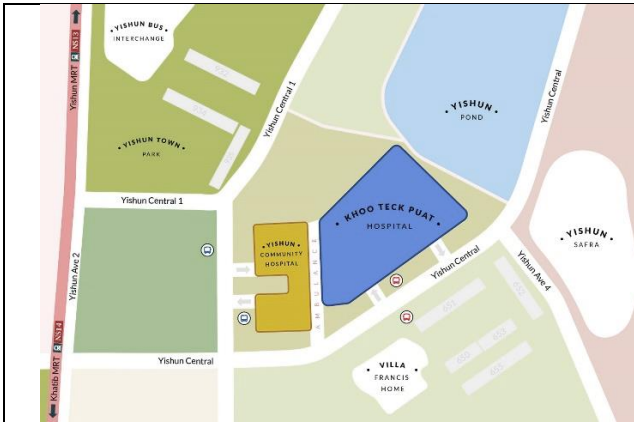 • YISHUN BUS •
INTERCHANGE
NS13
Yishun MRT
932
934
• YISHUN TOWN •
PARK
Yishun Central 1
Yishun Central 1
• YISHUN •
POND
Yishun Central
• KHOO TECK PUAT •
HOSPITAL
• YISHUN •
COMMUNITY
HOSPITAL
AMBULANCE
• YISHUN •
SAFRA
Yishun Ave 2
Yishun Central
Yishun Ave 4
NS14
Khatib MRT
Yishun Central
• VILLA •
FRANCIS
HOME